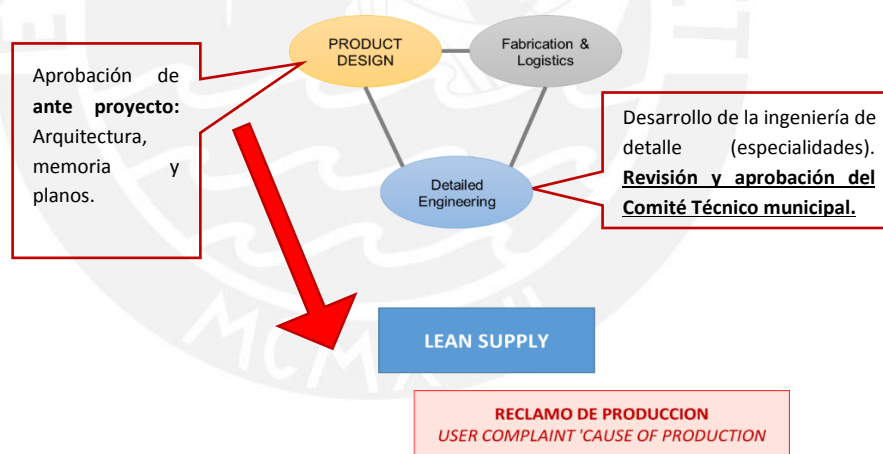 PRODUCT
DESIGN
Fabrication &
Logistics
Aprobación de
ante proyecto:
Arquitectura,
memoria y
planos.
Desarrollo de la ingeniería de
detalle (especialidades).
Revisión y aprobación del
Comité Técnico municipal.
Detailed
Engineering
LEAN SUPPLY
RECLAMO DE PRODUCCION
USER COMPLAINT 'CAUSE OF PRODUCTION